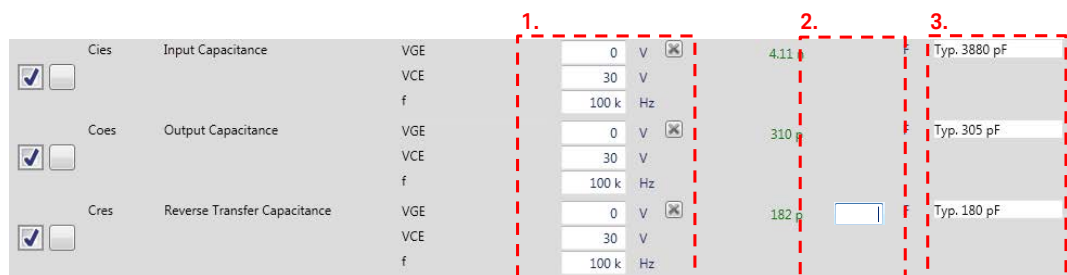 1. 2. 3.
Cies Input Capacitance VGE 0 V 4.11 n F Typ. 3880 pF
VCE 30 V
f 100 k Hz
Coes Output Capacitance VGE 0 V 310 p F Typ. 305 pF
VCE 30 V
f 100 k Hz
Cres Reverse Transfer Capacitance VGE 0 V 182 p F Typ. 180 pF
VCE 30 V
f 100 k Hz